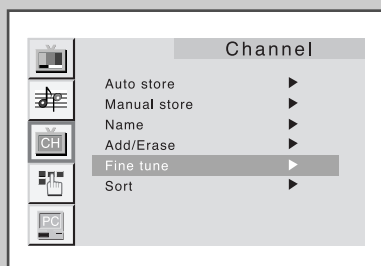 Channel
Auto store ▶
Manual store ▶
Name ▶
Add/Erase ▶
CH
Fine tune ▶
Sort ▶
PC